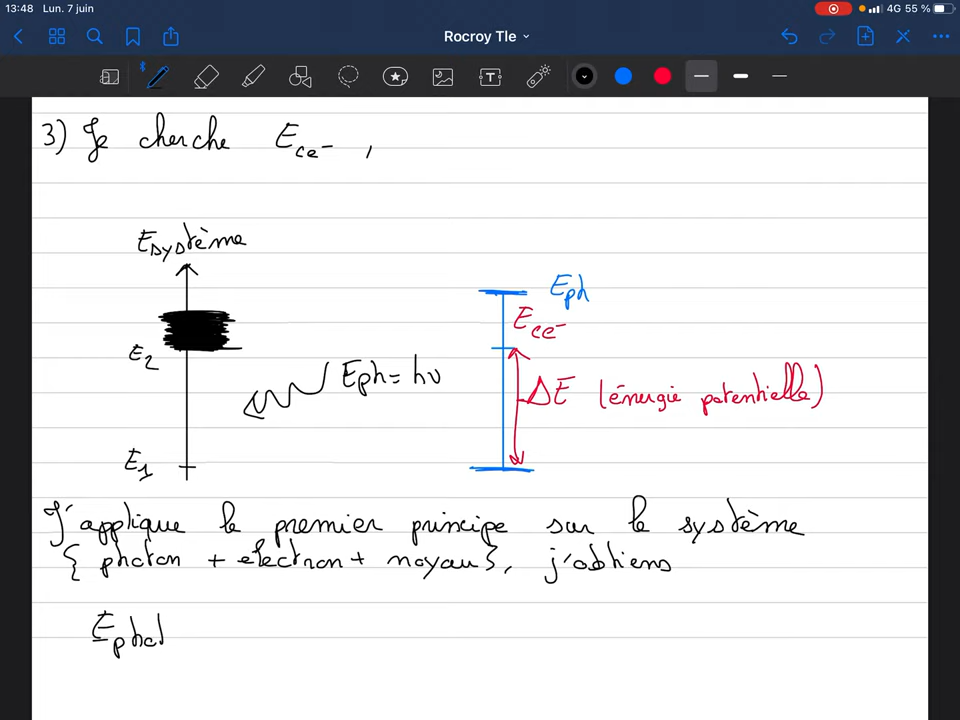 13:48 Lun. 7 juin
4G 55 %
Rocroy Tle
T
3) Je cherche Ece- ,
Esystème
Eph
Ece-
E2
Eph = hν
ΔE (énergie potentielle)
E1
J'applique le premier principe sur le système
{ photon + électron + noyau}, j'obtiens
Ephot